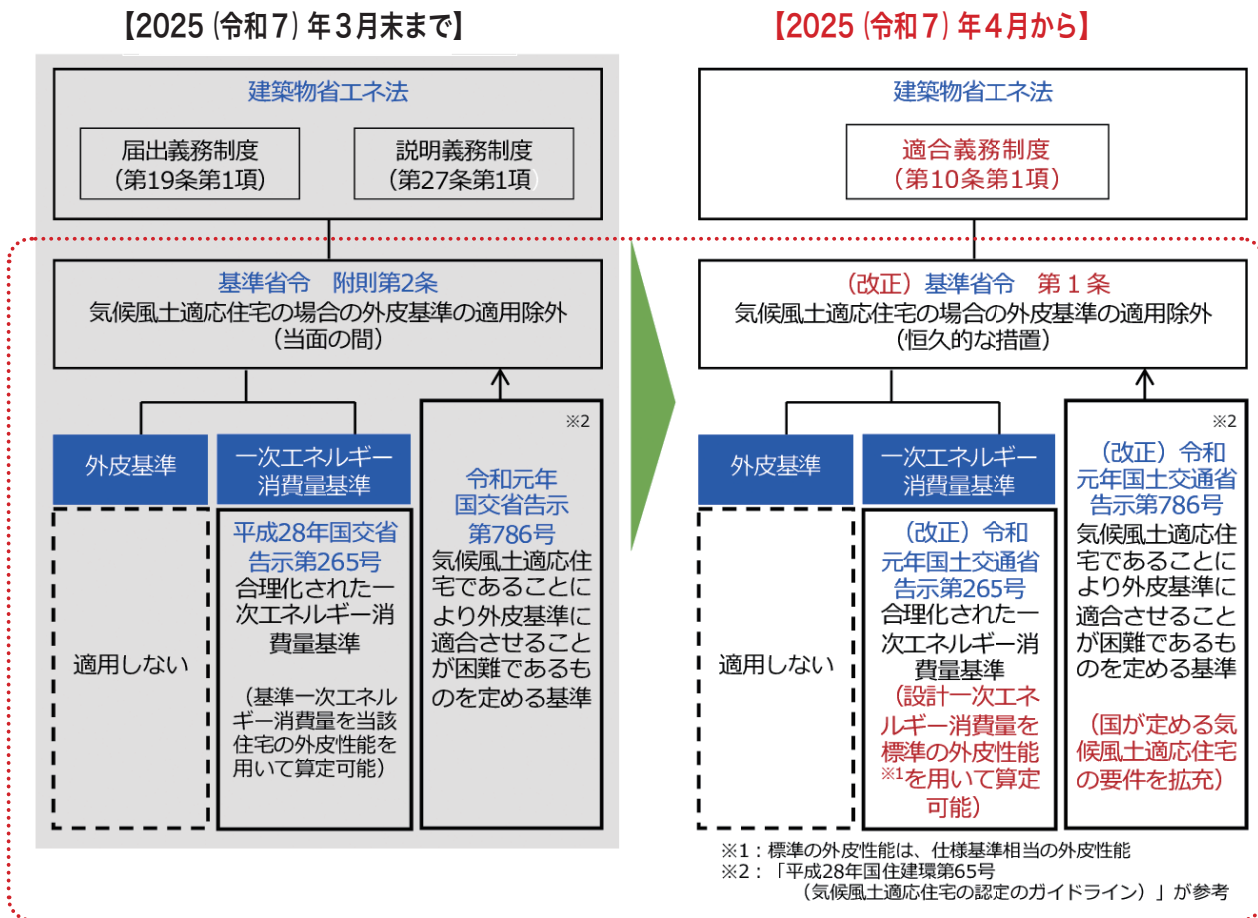 【2025（令和７）年３月末まで】
建築物省エネ法
届出義務制度
（第19条第1項）
説明義務制度
（第27条第1項）
基準省令　附則第2条
気候風土適応住宅の場合の外皮基準の適用除外
（当面の間）
外皮基準
適用しない
一次エネルギー
消費量基準
平成28年国交省
告示第265号
合理化された一
次エネルギー消
費量基準
（基準一次エネル
ギー消費量を当該
住宅の外皮性能を
用いて算定可能）
※2
令和元年
国交省告示
第786号
気候風土適応住
宅であることに
より外皮基準に
適合させること
が困難であるも
のを定める基準
【2025（令和７）年４月から】
建築物省エネ法
適合義務制度
（第10条第1項）
（改正）基準省令　第１条
気候風土適応住宅の場合の外皮基準の適用除外
（恒久的な措置）
外皮基準
適用しない
一次エネルギー
消費量基準
（改正）令和
元年国土交通省
告示第265号
合理化された一
次エネルギー消
費量基準
（設計一次エネ
ルギー消費量を
標準の外皮性能
※1を用いて算定
可能）
※2
（改正）令和
元年国土交通省
告示第786号
気候風土適応住
宅であることに
より外皮基準に
適合させること
が困難であるも
のを定める基準
（国が定める気
候風土適応住宅
の要件を拡充）
※1：標準の外皮性能は、仕様基準相当の外皮性能
※2：「平成28年国住建環第65号
（気候風土適応住宅の認定のガイドライン）」が参考